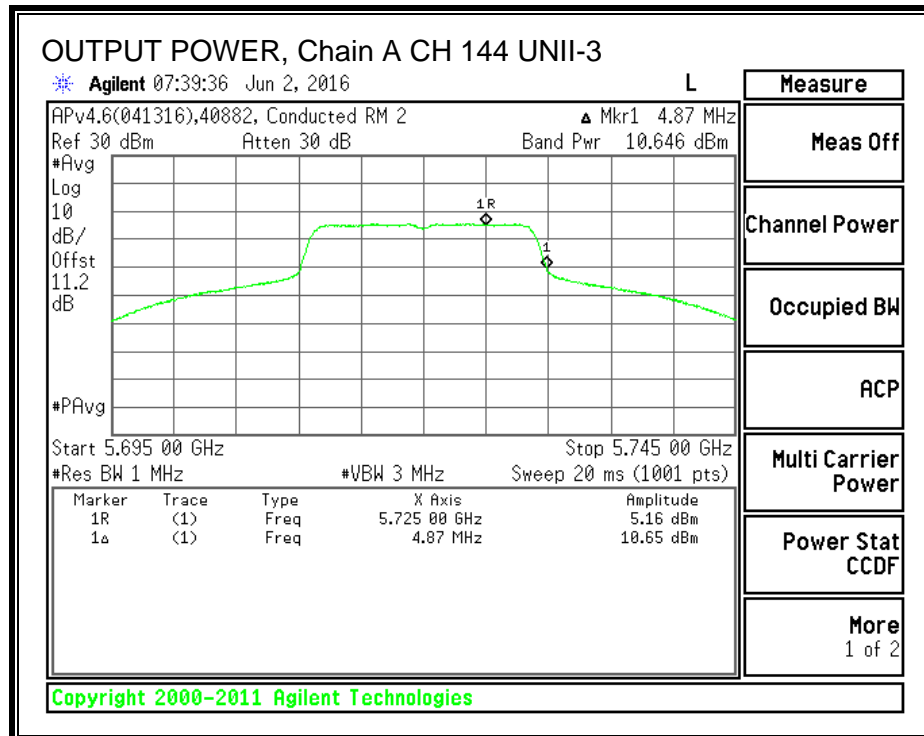 OUTPUT POWER, Chain A CH 144 UNII-3
Agilent 07:39:36 Jun 2, 2016 L
Measure
APv4.6(041316),40882, Conducted RM 2 Δ Mkr1 4.87 MHz
Ref 30 dBm Atten 30 dB Band Pwr 10.646 dBm
Meas Off
#Avg
Log
10
dB/
Offst
11.2
dB
1R
1
#PAvg
Channel Power
Occupied BW
ACP
Start 5.695 00 GHz Stop 5.745 00 GHz
#Res BW 1 MHz #VBW 3 MHz Sweep 20 ms (1001 pts)
Multi Carrier
Power
Marker Trace Type X Axis Amplitude
1R (1) Freq 5.725 00 GHz 5.16 dBm
1Δ (1) Freq 4.87 MHz 10.65 dBm
Power Stat
CCDF
More
1 of 2
Copyright 2000-2011 Agilent Technologies